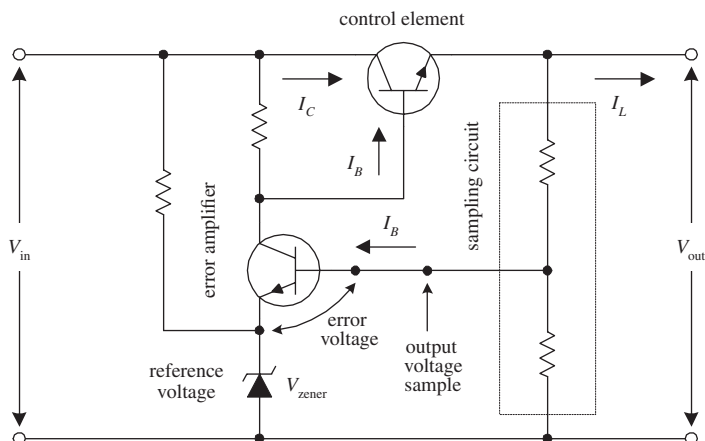 control element
I_C
I_L
I_B
sampling circuit
error amplifier
I_B
V_in
V_out
error
voltage
output
voltage
sample
reference
voltage
V_zener